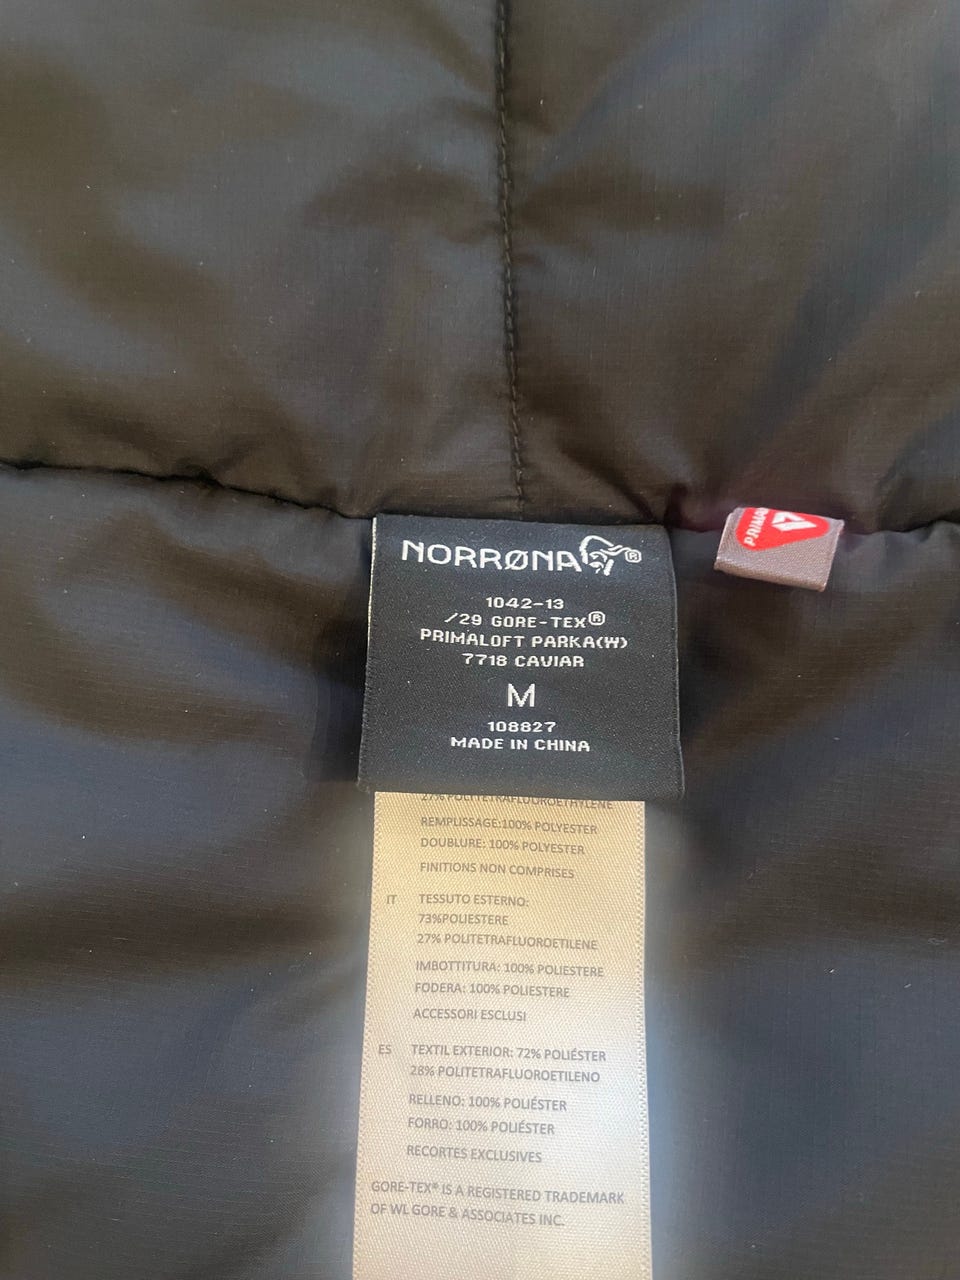 NORRØNA®
1042-13
/29 GORE-TEX®
PRIMALOFT PARKA(W)
7718 CAVIAR
M
108827
MADE IN CHINA
27% POLITETRAFLUOROETHYLENE
REMPLISSAGE:100% POLYESTER
DOUBLURE: 100% POLYESTER
FINITIONS NON COMPRISES
IT TESSUTO ESTERNO:
73%POLIESTERE
27% POLITETRAFLUOROETILENE
IMBOTTITURA: 100% POLIESTERE
FODERA: 100% POLIESTERE
ACCESSORI ESCLUSI
ES TEXTIL EXTERIOR: 72% POLIÉSTER
28% POLITETRAFLUOROETILENO
RELLENO: 100% POLIÉSTER
FORRO: 100% POLIÉSTER
RECORTES EXCLUSIVES
GORE-TEX® IS A REGISTERED TRADEMARK
OF WL GORE & ASSOCIATES INC.